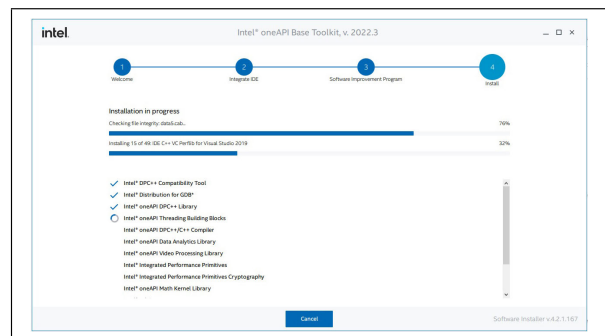 intel.
Intel® oneAPI Base Toolkit, v. 2022.3
1
2
3
4
Welcome
Integrate IDE
Software Improvement Program
Install
Installation in progress
Checking file integrity: data5.cab...
76%
Installing 15 of 49: IDE C++ VC Perflib for Visual Studio 2019
32%
Intel® DPC++ Compatibility Tool
Intel® Distribution for GDB*
Intel® oneAPI DPC++ Library
Intel® oneAPI Threading Building Blocks
Intel® oneAPI DPC++/C++ Compiler
Intel® oneAPI Data Analytics Library
Intel® oneAPI Video Processing Library
Intel® Integrated Performance Primitives
Intel® Integrated Performance Primitives Cryptography
Intel® oneAPI Math Kernel Library
Cancel
Software Installer v.4.2.1.167